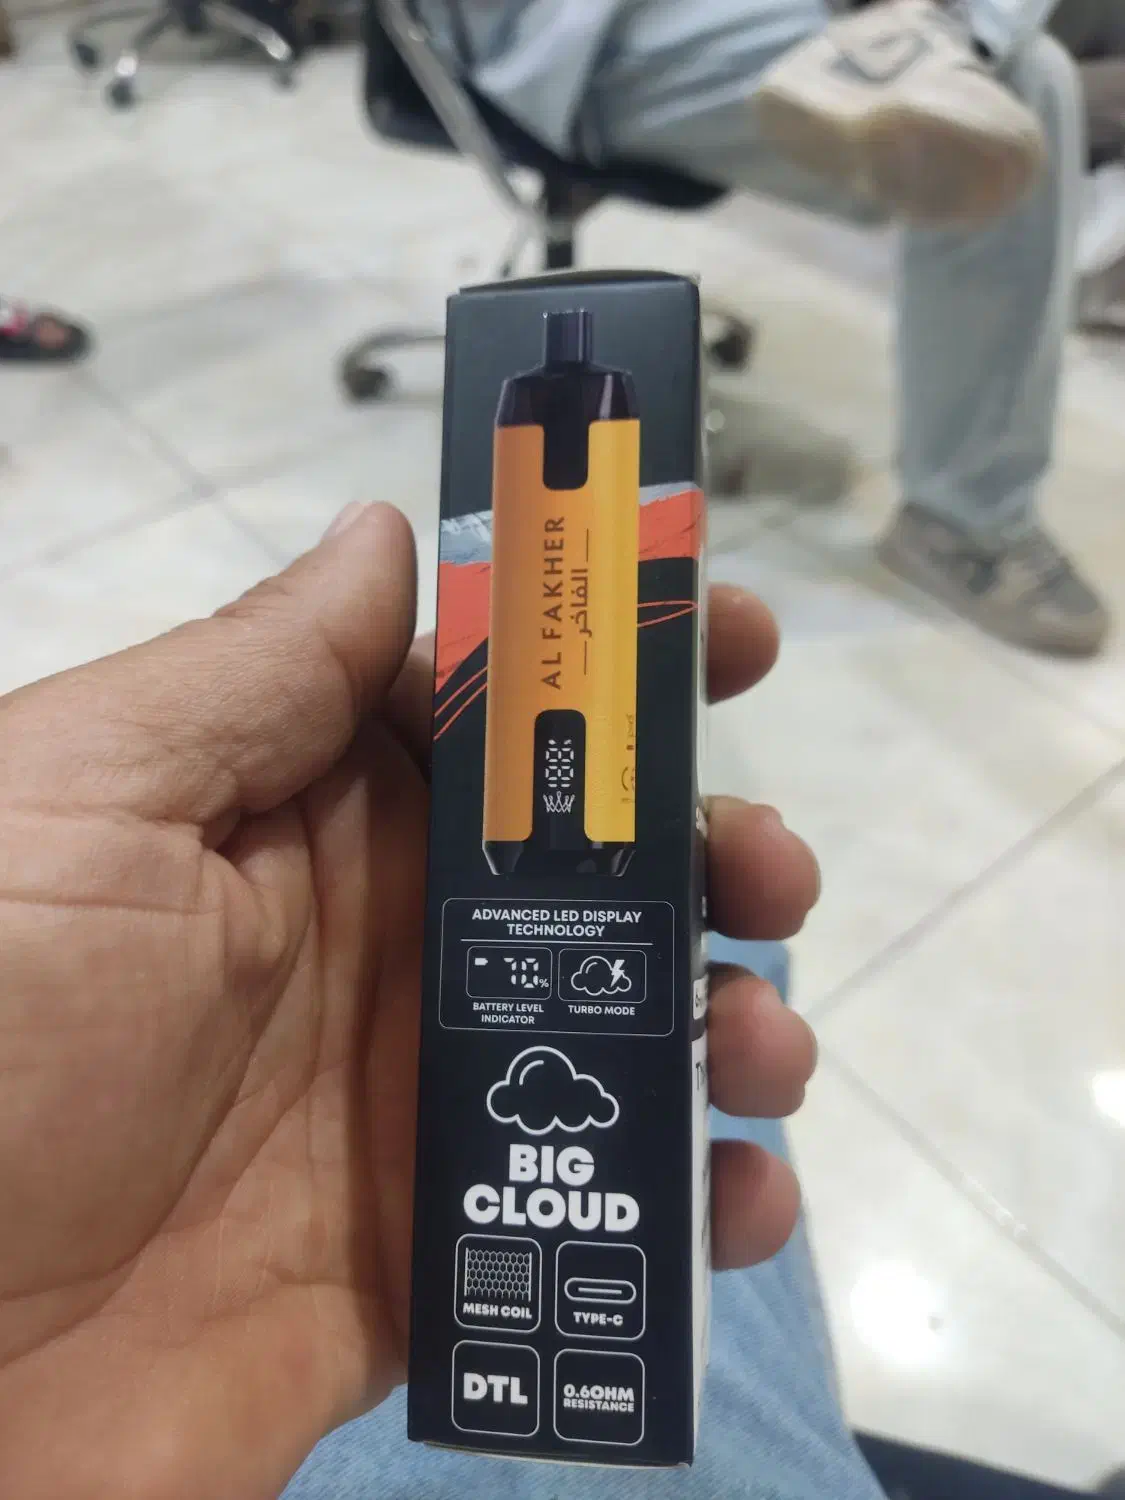 AL FAKHER
الفاخر
ADVANCED LED DISPLAY
TECHNOLOGY
70%
BATTERY LEVEL
INDICATOR
TURBO MODE
BIG
CLOUD
MESH COIL
TYPE-C
DTL
0.6OHM
RESISTANCE